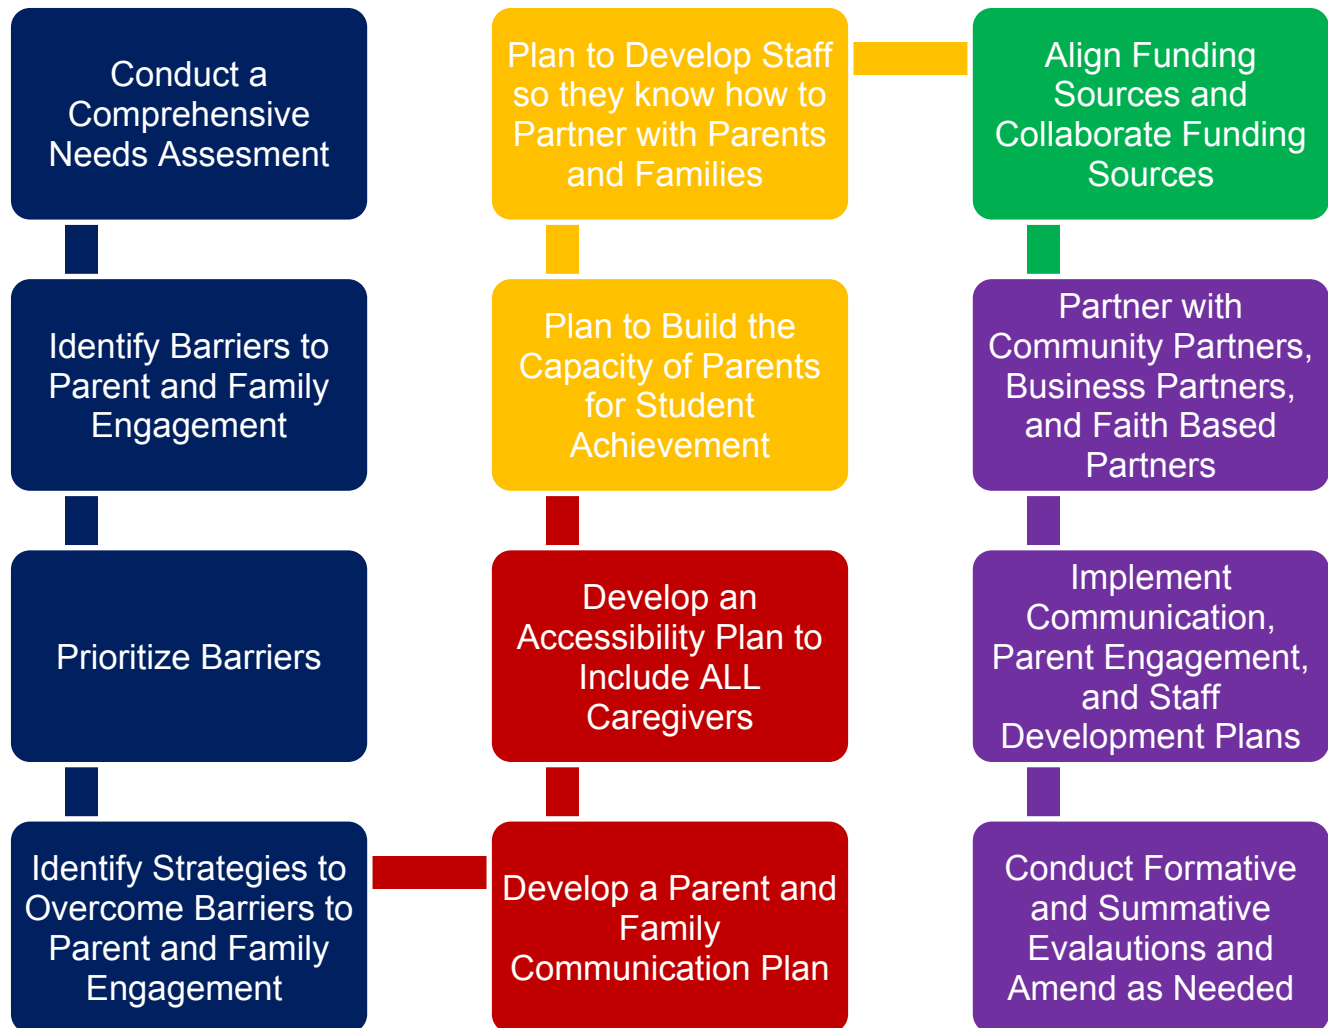 Conduct a
Comprehensive
Needs Assesment
Identify Barriers to
Parent and Family
Engagement
Prioritize Barriers
Identify Strategies to
Overcome Barriers to
Parent and Family
Engagement
Develop a Parent and
Family
Communication Plan
Develop an
Accessibility Plan to
Include ALL
Caregivers
Plan to Build the
Capacity of Parents
for Student
Achievement
Plan to Develop Staff
so they know how to
Partner with Parents
and Families
Align Funding
Sources and
Collaborate Funding
Sources
Partner with
Community Partners,
Business Partners,
and Faith Based
Partners
Implement
Communication,
Parent Engagement,
and Staff
Development Plans
Conduct Formative
and Summative
Evalautions and
Amend as Needed